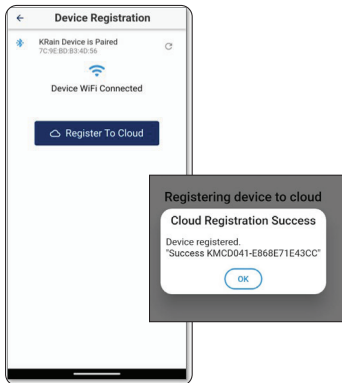 Device Registration
KRain Device is Paired
7C:9E:BD:B3:4D:56
Device WiFi Connected
Register To Cloud
Registering device to cloud
Cloud Registration Success
Device registered.
"Success KMCD041-E868E71E43CC"
OK